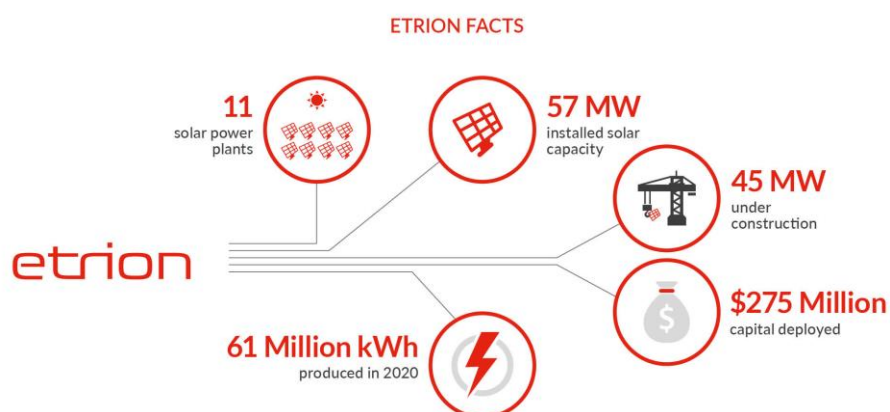 ETRION FACTS
11
solar power
plants
57 MW
installed solar
capacity
45 MW
under
construction
etrion
$275 Million
capital deployed
$
61 Million kWh
produced in 2020